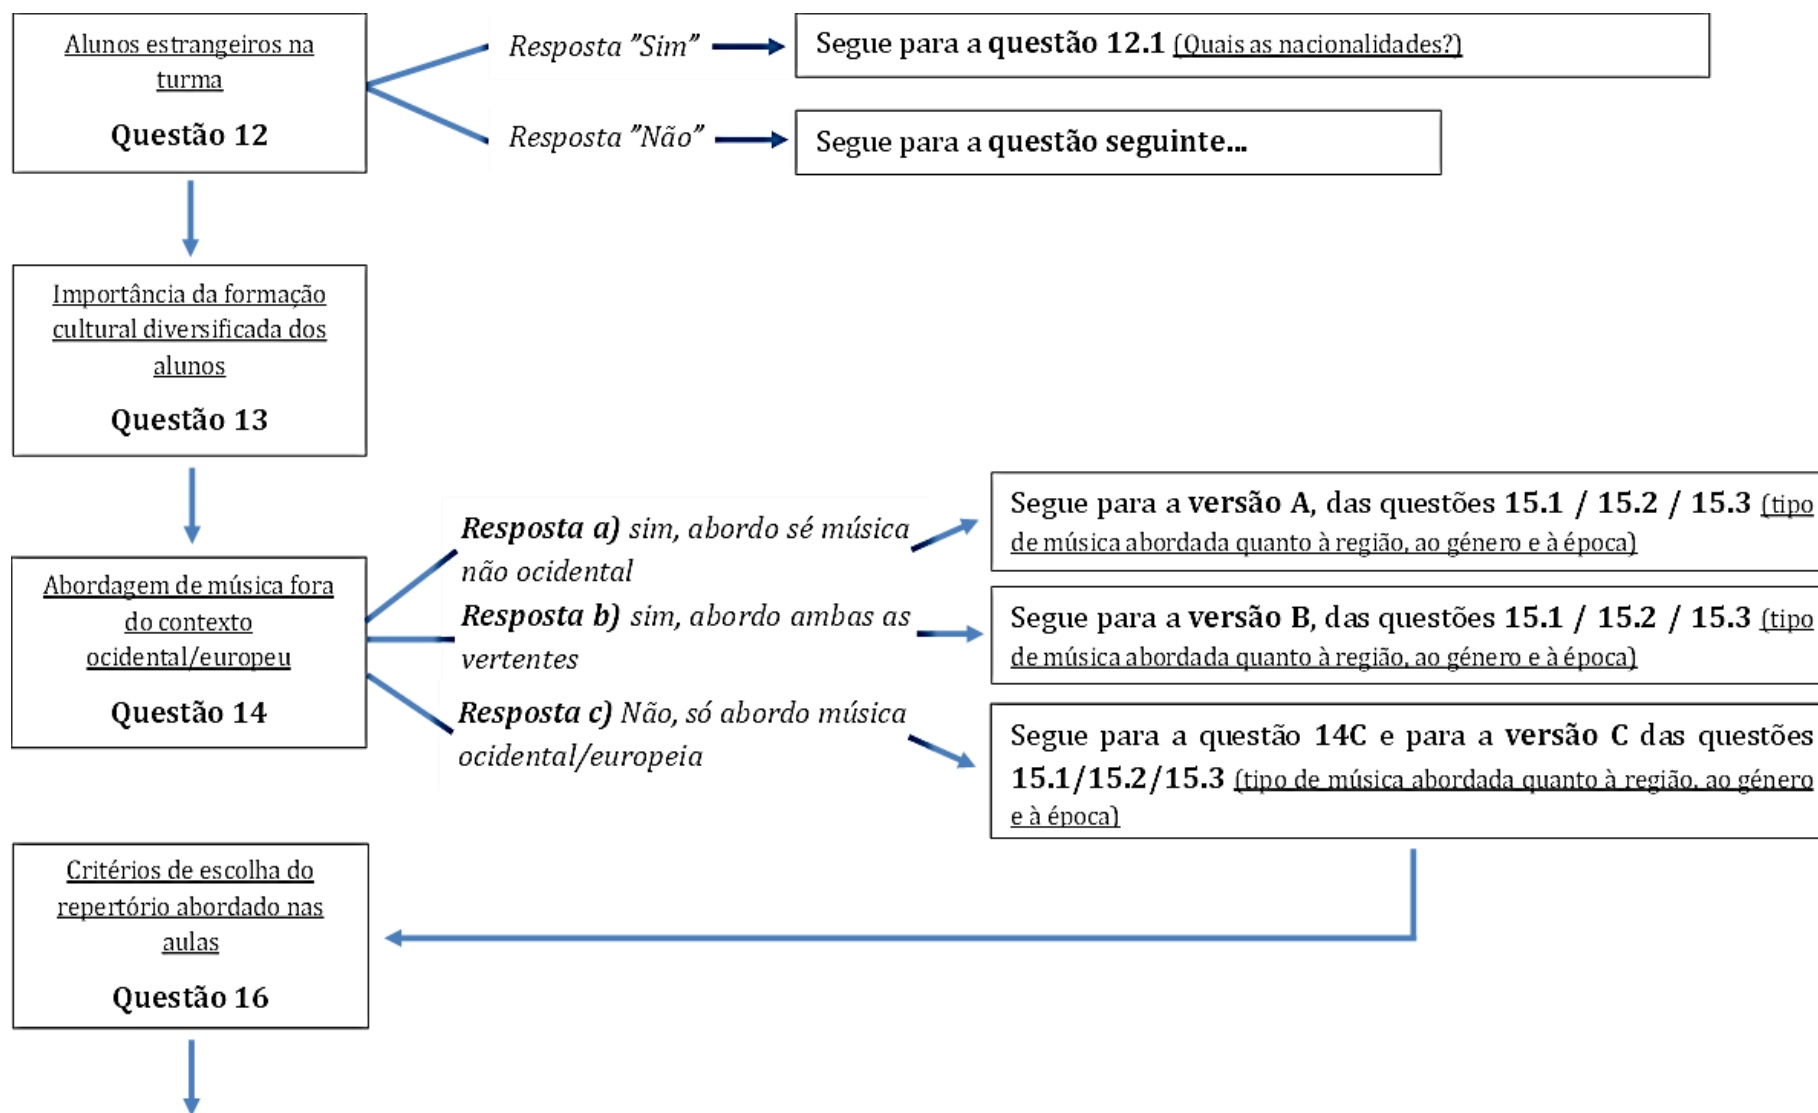 Alunos estrangeiros na
turma
Questão 12
Resposta "Sim"
Segue para a questão 12.1 (Quais as nacionalidades?)
Resposta "Não"
Segue para a questão seguinte...
Importância da formação
cultural diversificada dos
alunos
Questão 13
Abordagem de música fora
do contexto
ocidental/europeu
Questão 14
Resposta a) sim, abordo sé música
não ocidental
Segue para a versão A, das questões 15.1 / 15.2 / 15.3 (tipo
de música abordada quanto à região, ao género e à época)
Resposta b) sim, abordo ambas as
vertentes
Segue para a versão B, das questões 15.1 / 15.2 / 15.3 (tipo
de música abordada quanto à região, ao género e à época)
Resposta c) Não, só abordo música
ocidental/europeia
Segue para a questão 14C e para a versão C das questões
15.1/15.2/15.3 (tipo de música abordada quanto à região, ao género
e à época)
Critérios de escolha do
repertório abordado nas
aulas
Questão 16